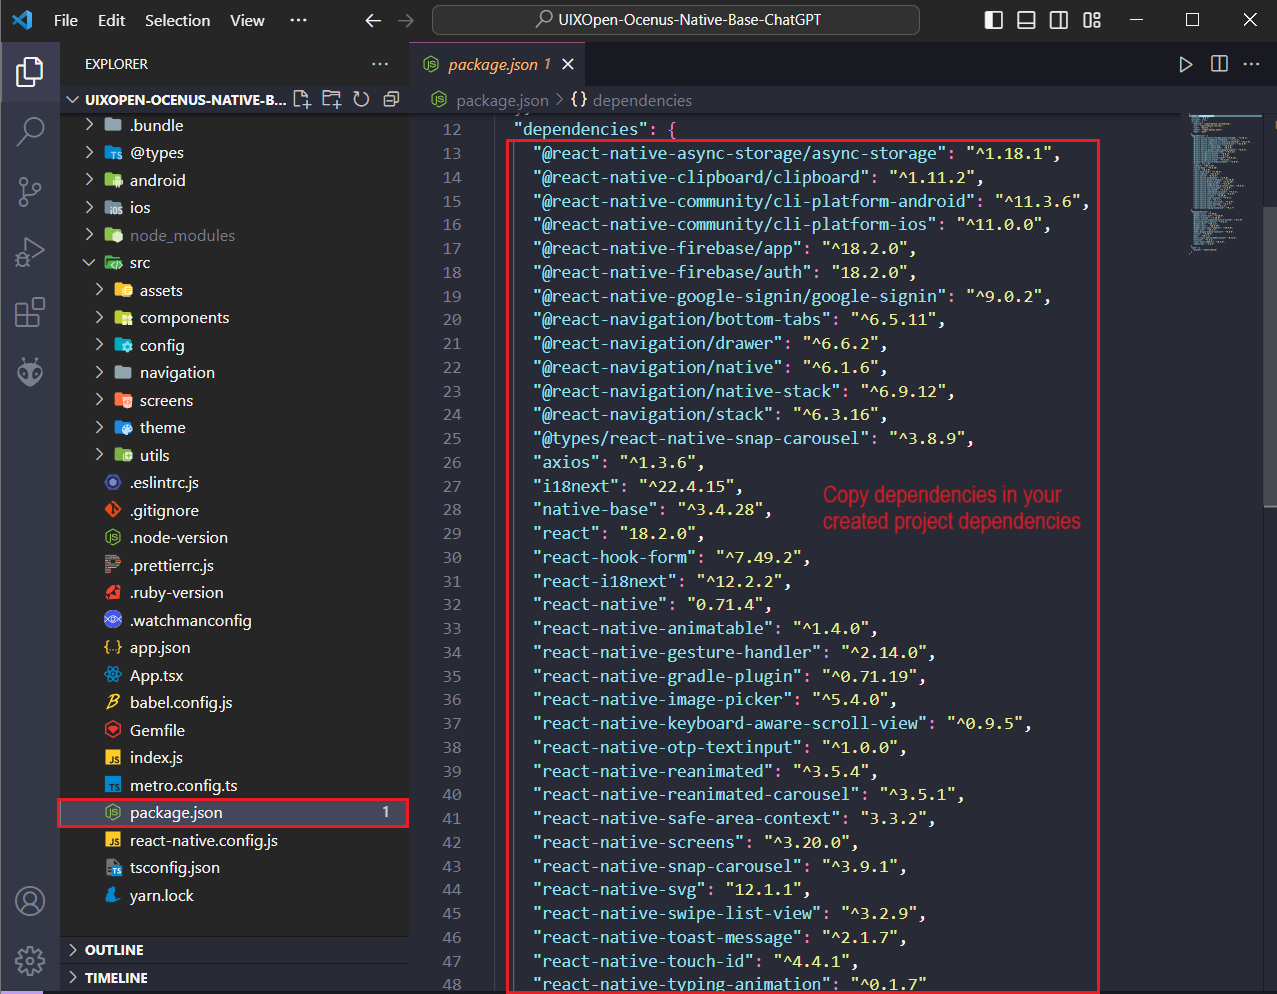 File Edit Selection View ··· UIXOpen-Ocenus-Native-Base-ChatGPT
EXPLORER ···
UIXOPEN-OCENUS-NATIVE-B...
.bundle
@types
android
ios
node_modules
src
assets
components
config
navigation
screens
theme
utils
.eslintrc.js
.gitignore
.node-version
.prettierrc.js
.ruby-version
.watchmanconfig
app.json
App.tsx
babel.config.js
Gemfile
index.js
metro.config.ts
package.json 1
react-native.config.js
tsconfig.json
yarn.lock
OUTLINE
TIMELINE
package.json 1
package.json > {} dependencies
12 "dependencies": {
13 "@react-native-async-storage/async-storage": "^1.18.1",
14 "@react-native-clipboard/clipboard": "^1.11.2",
15 "@react-native-community/cli-platform-android": "^11.3.6",
16 "@react-native-community/cli-platform-ios": "^11.0.0",
17 "@react-native-firebase/app": "^18.2.0",
18 "@react-native-firebase/auth": "18.2.0",
19 "@react-native-google-signin/google-signin": "^9.0.2",
20 "@react-navigation/bottom-tabs": "^6.5.11",
21 "@react-navigation/drawer": "^6.6.2",
22 "@react-navigation/native": "^6.1.6",
23 "@react-navigation/native-stack": "^6.9.12",
24 "@react-navigation/stack": "^6.3.16",
25 "@types/react-native-snap-carousel": "^3.8.9",
26 "axios": "^1.3.6",
27 "i18next": "^22.4.15",
28 "native-base": "^3.4.28",
29 "react": "18.2.0",
30 "react-hook-form": "^7.49.2",
31 "react-i18next": "^12.2.2",
32 "react-native": "0.71.4",
33 "react-native-animatable": "^1.4.0",
34 "react-native-gesture-handler": "^2.14.0",
35 "react-native-gradle-plugin": "^0.71.19",
36 "react-native-image-picker": "^5.4.0",
37 "react-native-keyboard-aware-scroll-view": "^0.9.5",
38 "react-native-otp-textinput": "^1.0.0",
39 "react-native-reanimated": "^3.5.4",
40 "react-native-reanimated-carousel": "^3.5.1",
41 "react-native-safe-area-context": "3.3.2",
42 "react-native-screens": "^3.20.0",
43 "react-native-snap-carousel": "^3.9.1",
44 "react-native-svg": "12.1.1",
45 "react-native-swipe-list-view": "^3.2.9",
46 "react-native-toast-message": "^2.1.7",
47 "react-native-touch-id": "^4.4.1",
48 "react-native-typing-animation": "^0.1.7"
Copy dependencies in your
created project dependencies